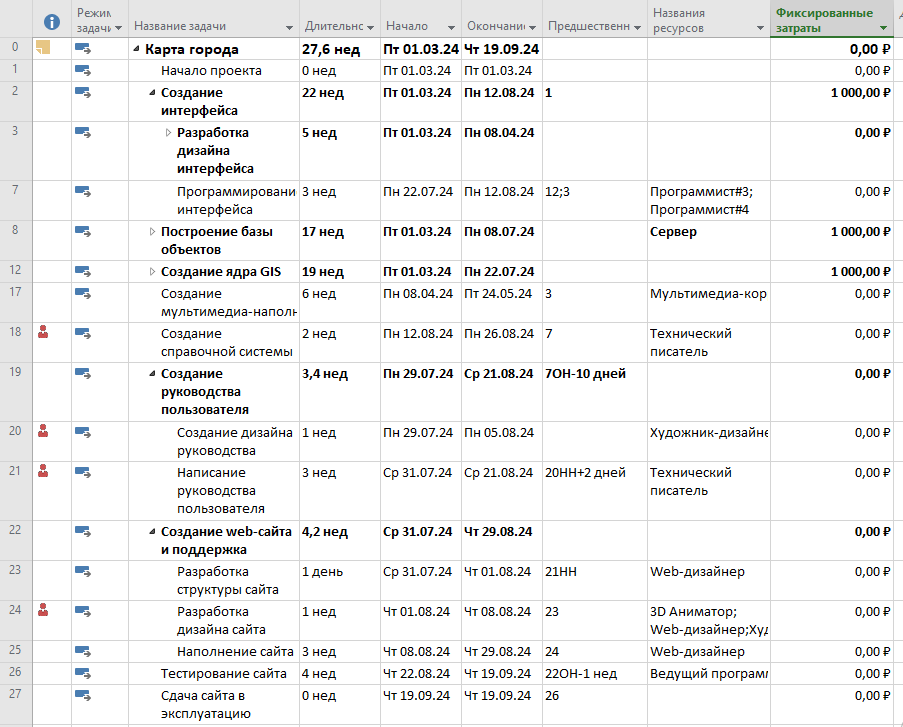 Режим задачи Название задачи Длительнс Начало Окончани Предшественн Названия ресурсов Фиксированные затраты
0 Карта города 27,6 нед Пт 01.03.24 Чт 19.09.24 0,00 ₽
1 Начало проекта 0 нед Пт 01.03.24 Пт 01.03.24 0,00 ₽
2 Создание 22 нед Пт 01.03.24 Пн 12.08.24 1 1 000,00 ₽
интерфейса
3 Разработка 5 нед Пт 01.03.24 Пн 08.04.24 0,00 ₽
дизайна
интерфейса
7 Программировани 3 нед Пн 22.07.24 Пн 12.08.24 12;3 Программист#3; 0,00 ₽
интерфейса Программист#4
8 Построение базы 17 нед Пт 01.03.24 Пн 08.07.24 Сервер 1 000,00 ₽
объектов
12 Создание ядра GIS 19 нед Пт 01.03.24 Пн 22.07.24 1 000,00 ₽
17 Создание 6 нед Пн 08.04.24 Пт 24.05.24 3 Мультимедиа-кор 0,00 ₽
мультимедиа-наполн
18 Создание 2 нед Пн 12.08.24 Пн 26.08.24 7 Технический 0,00 ₽
справочной системы писатель
19 Создание 3,4 нед Пн 29.07.24 Ср 21.08.24 7ОН-10 дней 0,00 ₽
руководства
пользователя
20 Создание дизайна 1 нед Пн 29.07.24 Пн 05.08.24 Художник-дизайне 0,00 ₽
руководства
21 Написание 3 нед Ср 31.07.24 Ср 21.08.24 20НН+2 дней Технический 0,00 ₽
руководства писатель
пользователя
22 Создание web-сайта 4,2 нед Ср 31.07.24 Чт 29.08.24 0,00 ₽
и поддержка
23 Разработка 1 день Ср 31.07.24 Чт 01.08.24 21НН Web-дизайнер 0,00 ₽
структуры сайта
24 Разработка 1 нед Чт 01.08.24 Чт 08.08.24 23 3D Аниматор; 0,00 ₽
дизайна сайта Web-дизайнер;Худ
25 Наполнение сайта 3 нед Чт 08.08.24 Чт 29.08.24 24 Web-дизайнер 0,00 ₽
26 Тестирование сайта 4 нед Чт 22.08.24 Чт 19.09.24 22ОН-1 нед Ведущий программ 0,00 ₽
27 Сдача сайта в 0 нед Чт 19.09.24 Чт 19.09.24 26 0,00 ₽
эксплуатацию